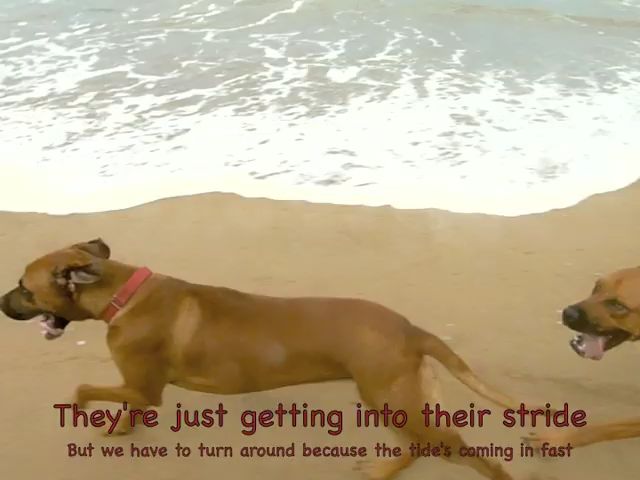 They're just getting into their stride
But we have to turn around because the tide's coming in fast